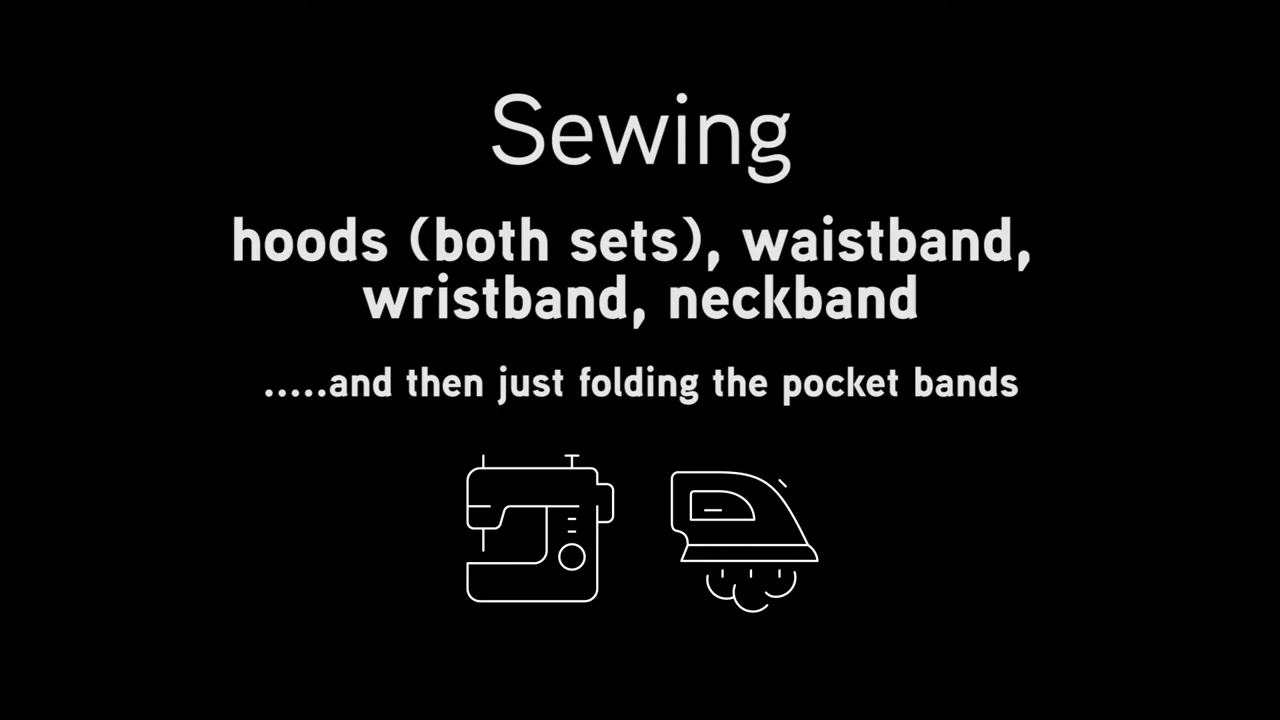 Sewing
hoods (both sets), waistband,
wristband, neckband
.....and then just folding the pocket bands